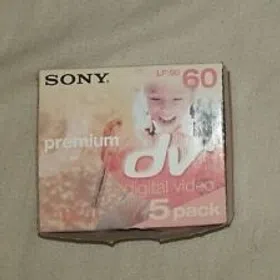 SONY
LP:90 60
premium
dv
digital video
5 pack